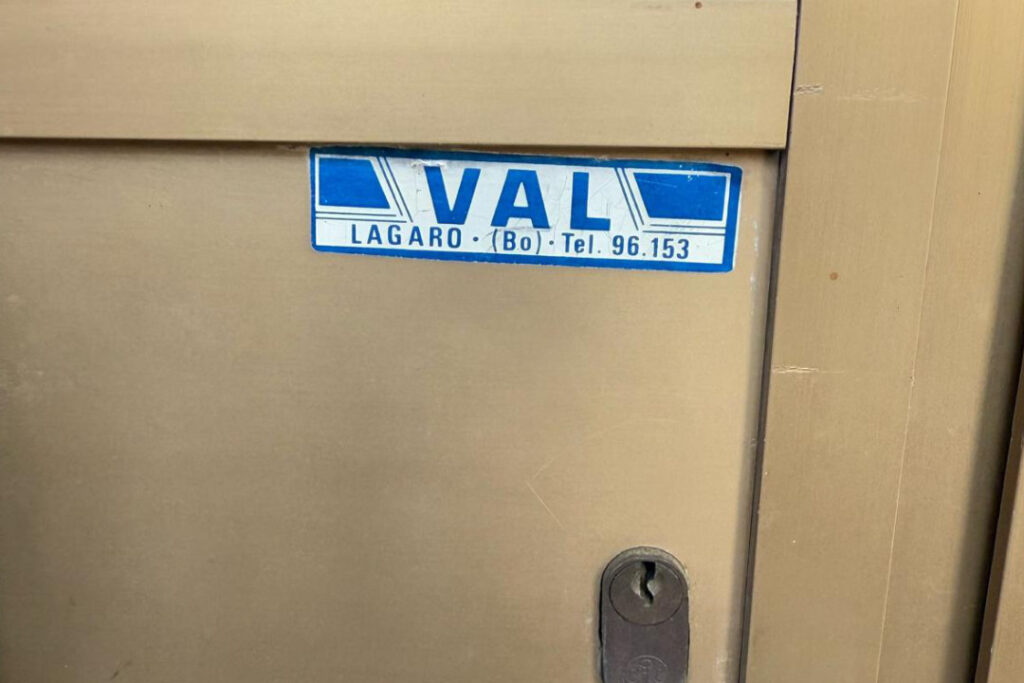 VAL
LAGARO · (Bo) · Tel. 96.153